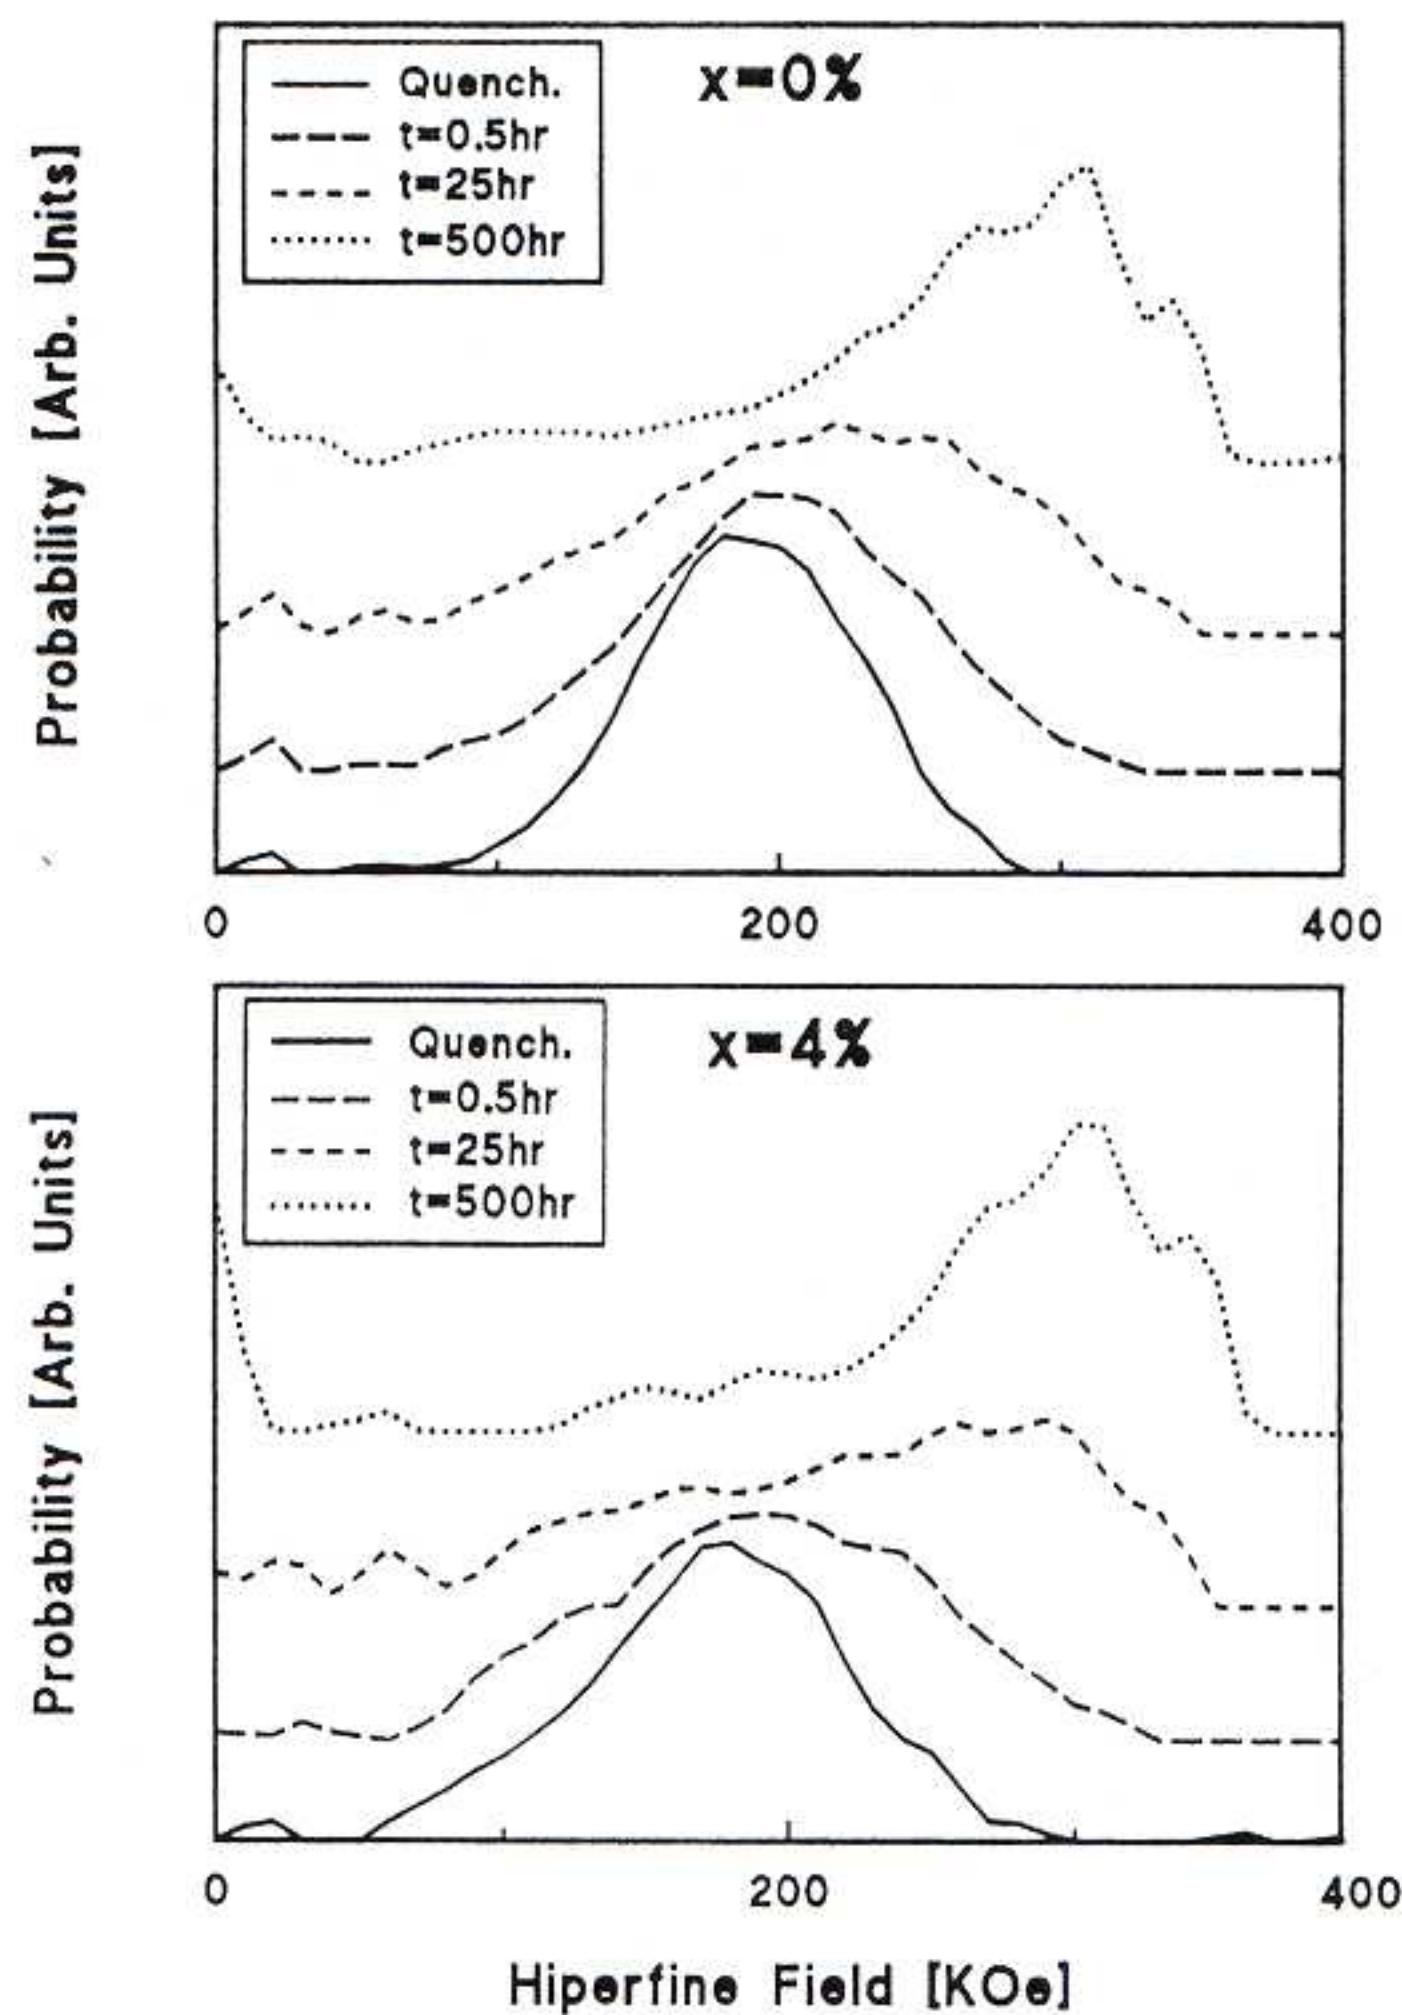 x=0%
Quench.
t=0.5hr
t=25hr
t=500hr
Probability [Arb. Units]
0 200 400
x=4%
Quench.
t=0.5hr
t=25hr
t=500hr
Probability [Arb. Units]
0 200 400
Hiperfine Field [KOe]